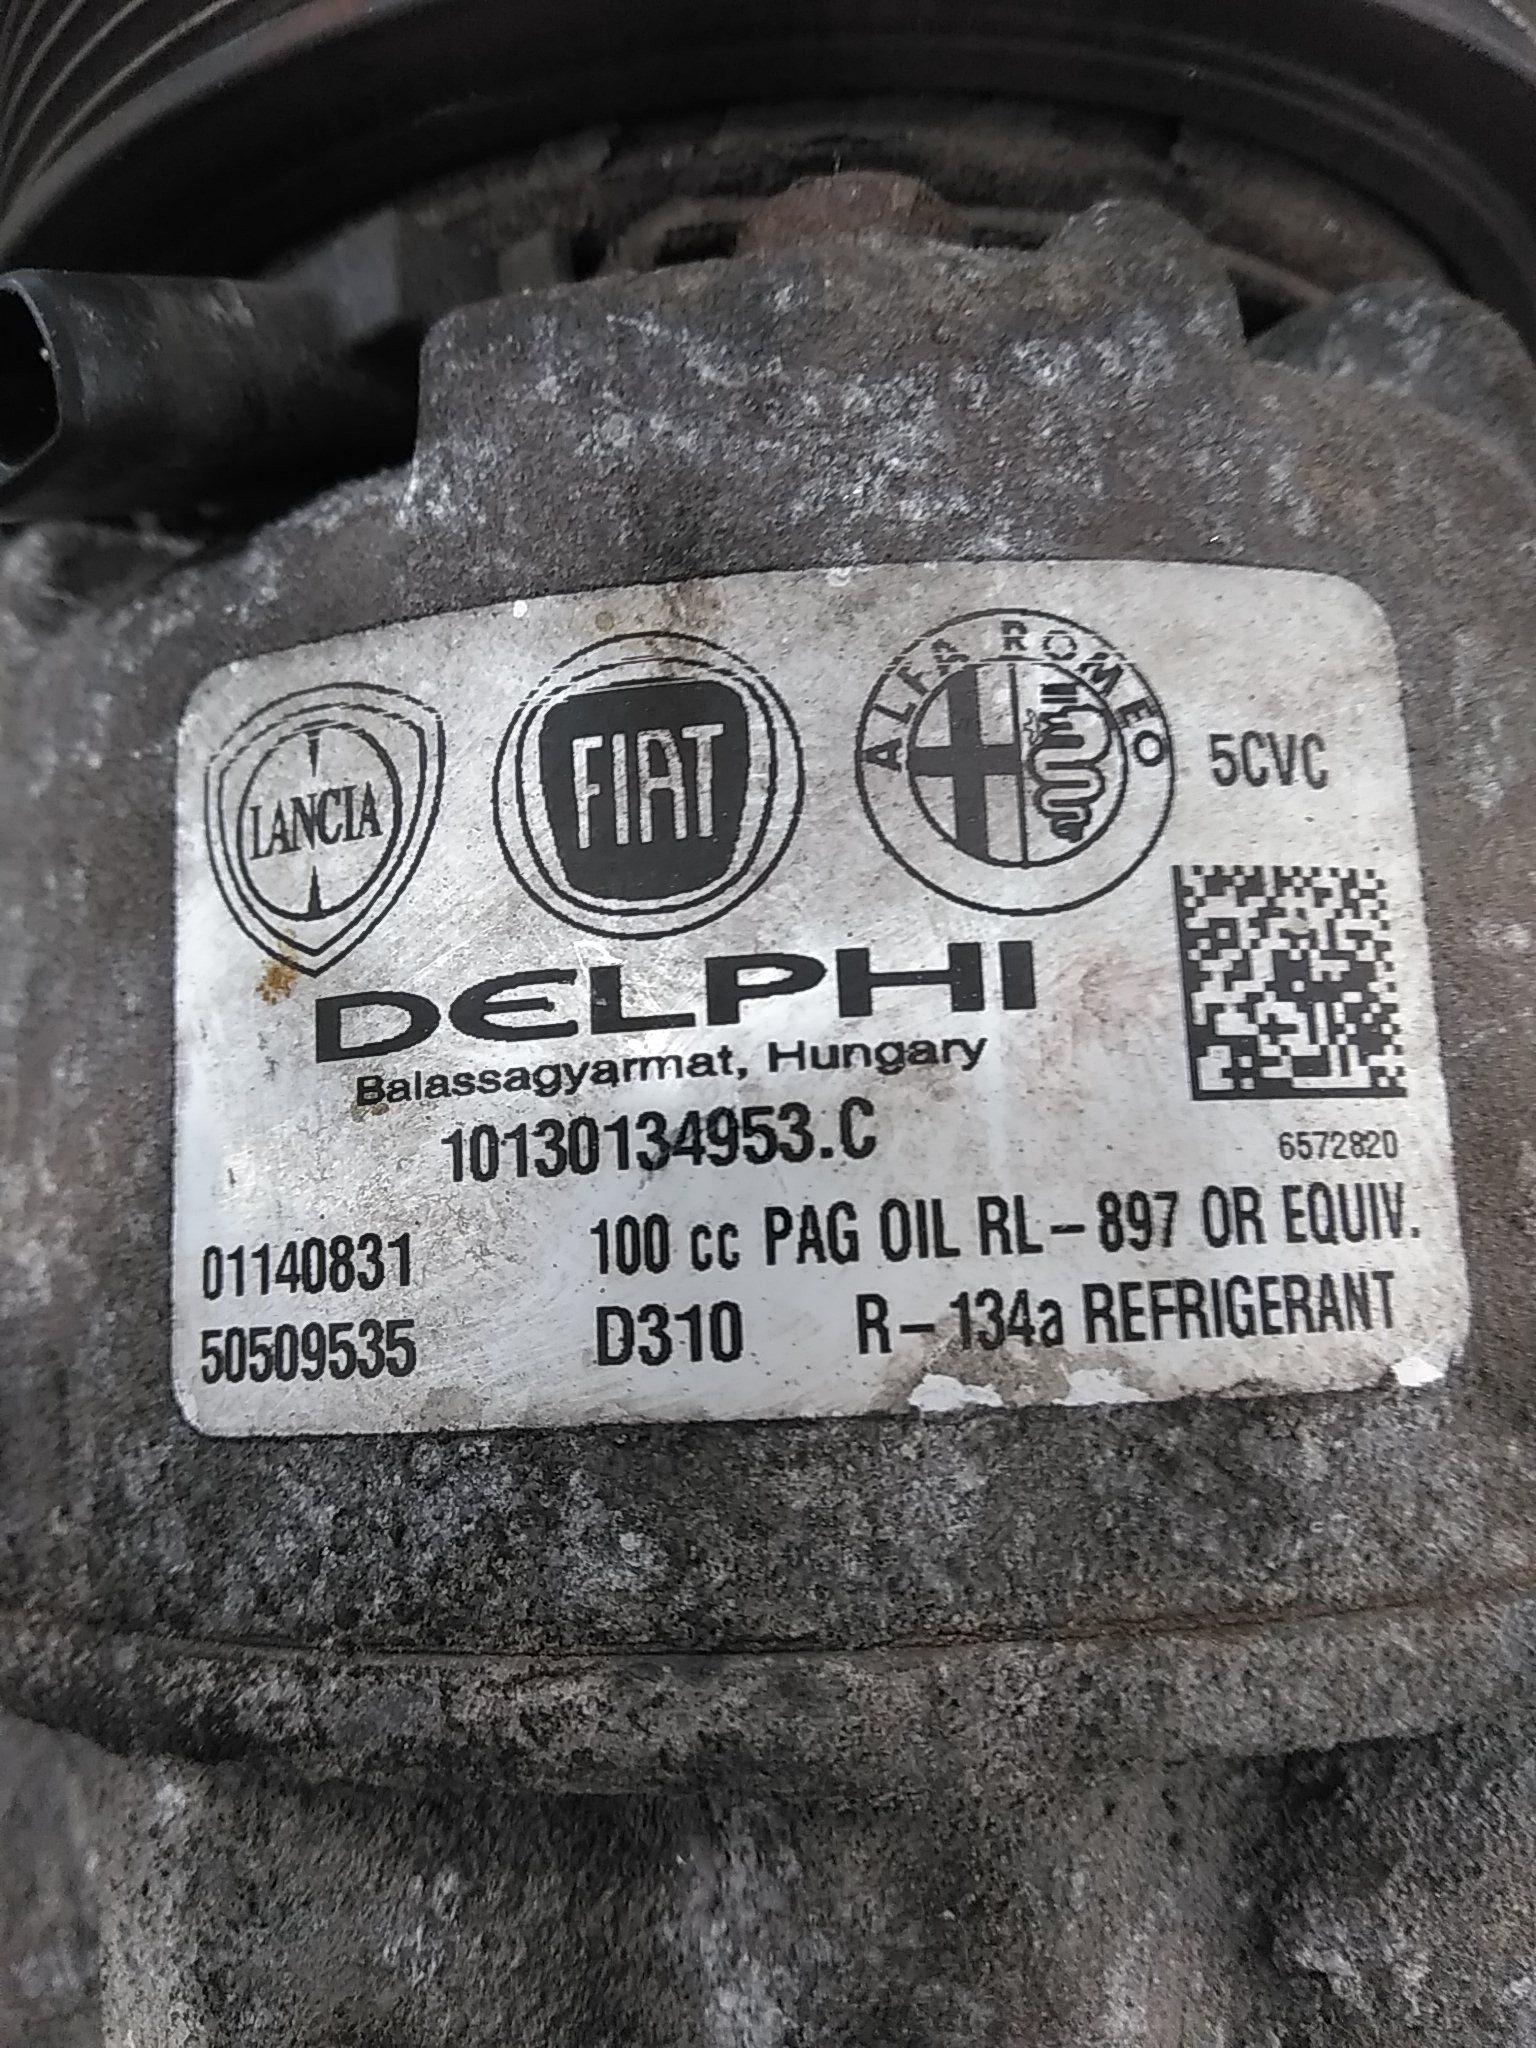 LANCIA
FIAT
ALFA ROMEO
5CVC
DELPHI
Balassagyarmat, Hungary
10130134953.C
6572820
01140831 100 cc PAG OIL RL-897 OR EQUIV.
50509535 D310 R-134a REFRIGERANT